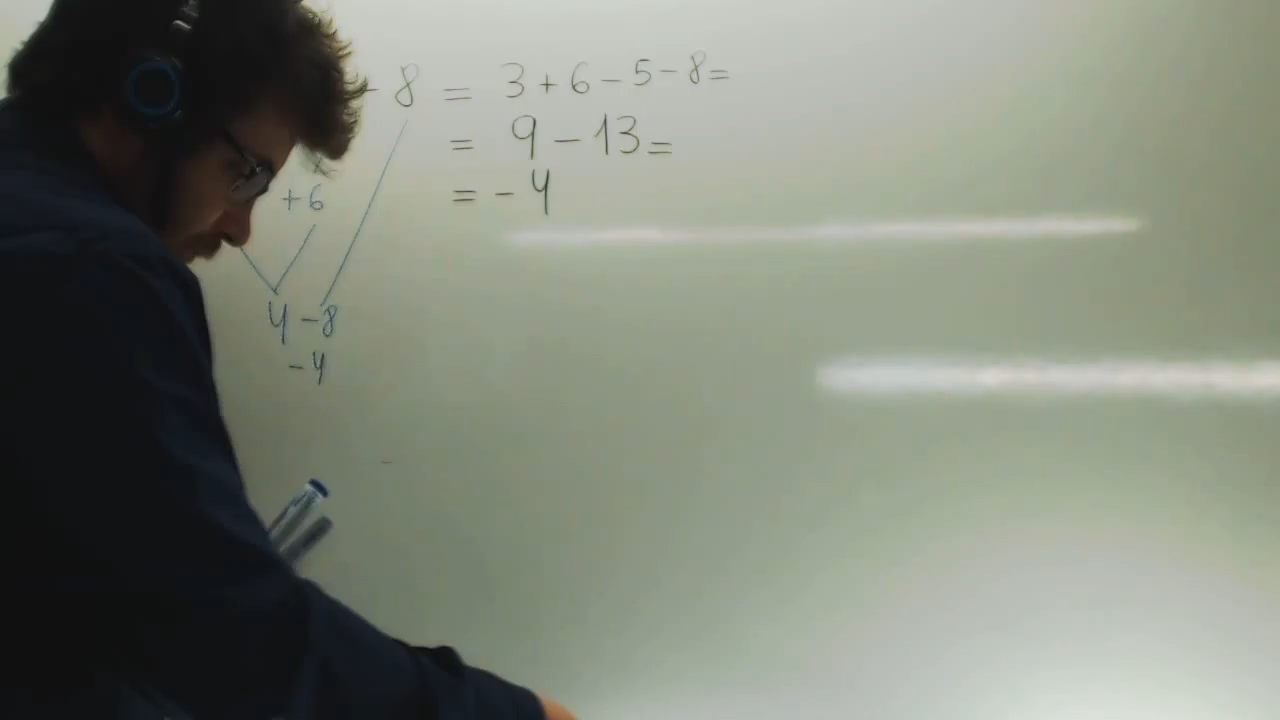 - 8 = 3 + 6 - 5 - 8 =
= 9 - 13 =
= - 4
+ 6
4 - 8
- 4